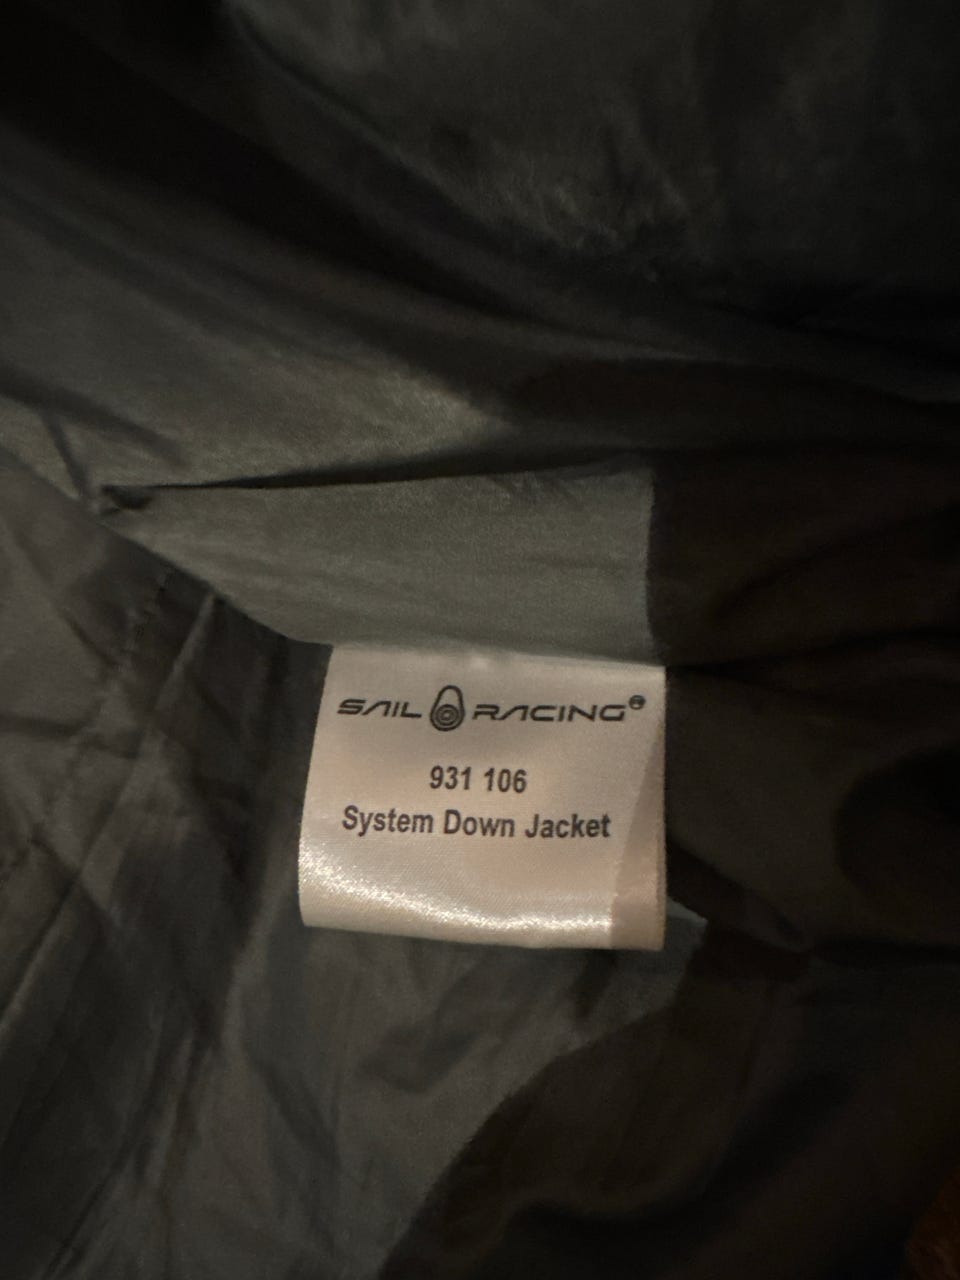 SAIL RACING®
931 106
System Down Jacket